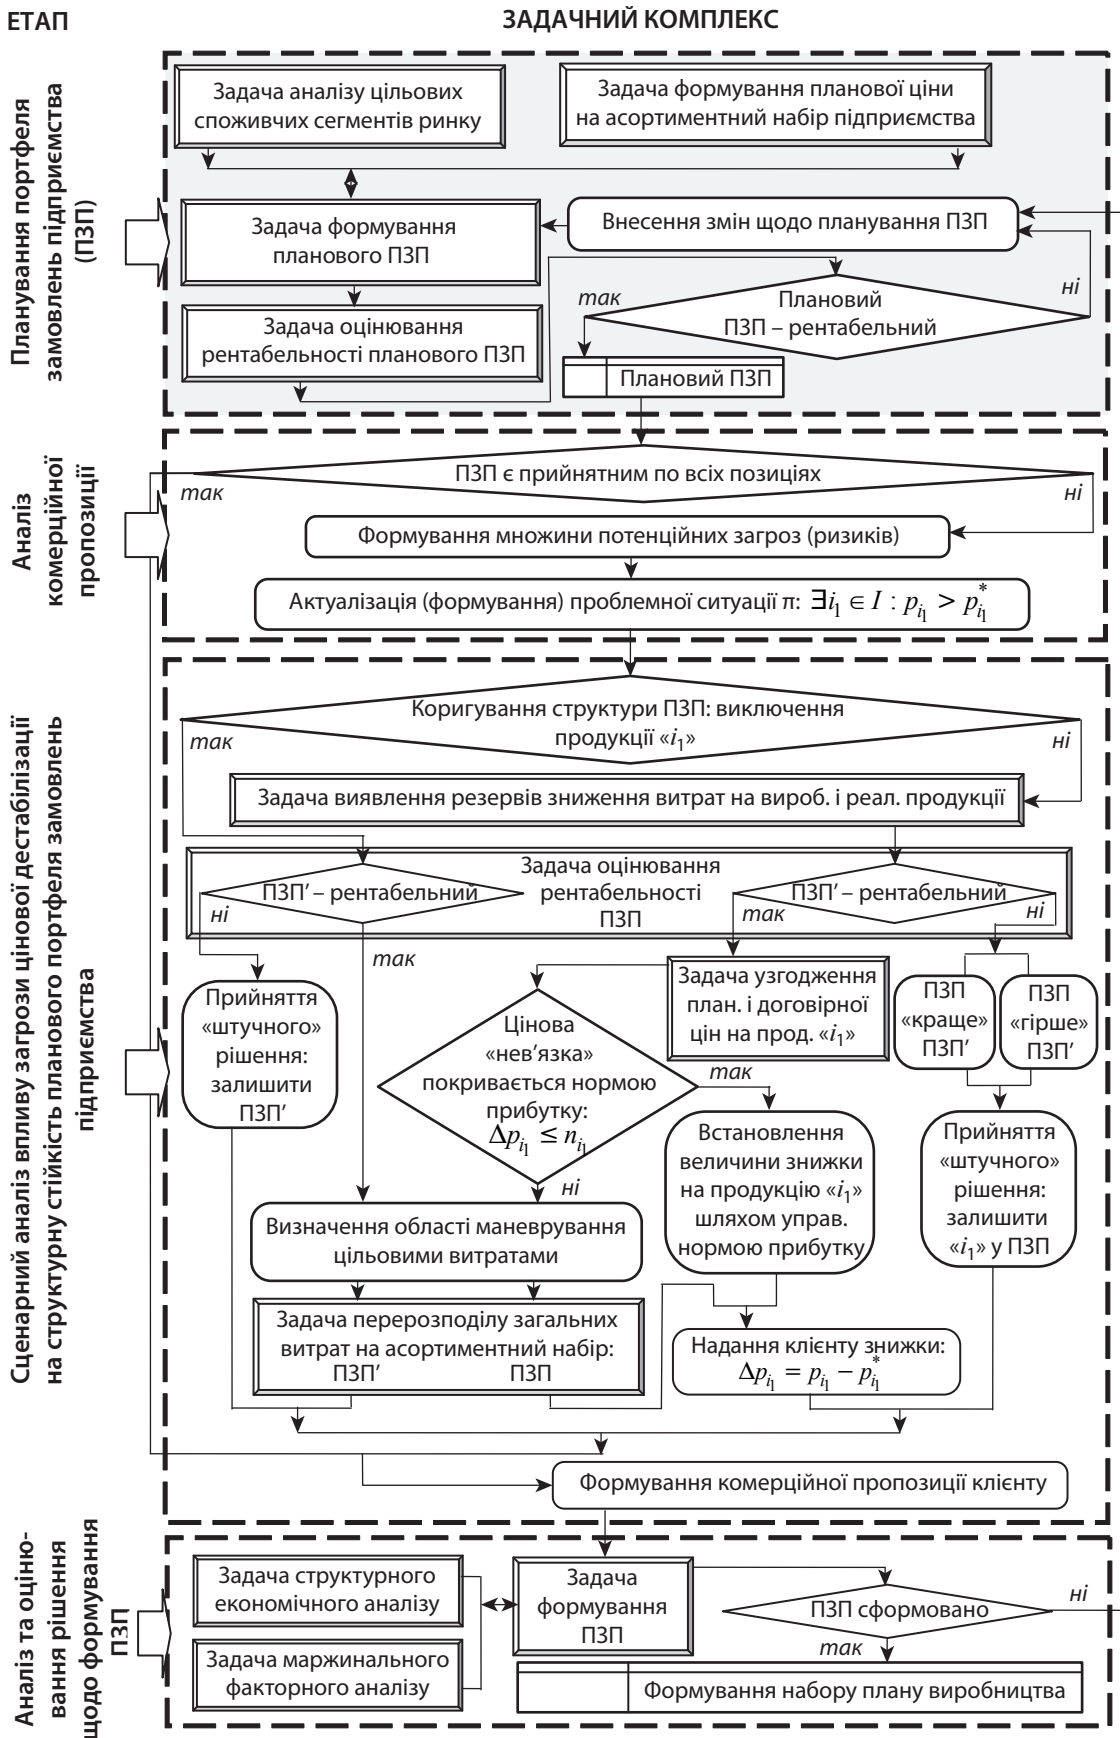 ЕТАП
ЗАДАЧНИЙ КОМПЛЕКС
Планування портфеля
замовлень підприємства
(ПЗП)
Задача аналізу цільових
споживчих сегментів ринку
Задача формування планової ціни
на асортиментний набір підприємства
Задача формування
планового ПЗП
Внесення змін щодо планування ПЗП
Задача оцінювання
рентабельності планового ПЗП
так
Плановий
ПЗП – рентабельний
ні
Плановий ПЗП
Аналіз
комерційної
пропозиції
ПЗП є прийнятним по всіх позиціях
так
ні
Формування множини потенційних загроз (ризиків)
Актуалізація (формування) проблемної ситуації π: ∃i₁ ∈ I : p_{i₁} > p*_{i₁}
Сценарний аналіз впливу загрози цінової дестабілізації
на структурну стійкість планового портфеля замовлень
підприємства
Коригування структури ПЗП: виключення
продукції «i₁»
так
ні
Задача виявлення резервів зниження витрат на вироб. і реал. продукції
Задача оцінювання
рентабельності
ПЗП
ПЗП′ – рентабельний
ПЗП′ – рентабельний
ні
так
так
ні
Прийняття
«штучного»
рішення:
залишити
ПЗП′
Цінова
«нев'язка»
покривається нормою
прибутку:
Δp_{i₁} ≤ n_{i₁}
так
ні
Задача узгодження
план. і договірної
цін на прод. «i₁»
ПЗП
«краще»
ПЗП′
ПЗП
«гірше»
ПЗП′
Встановлення
величини знижки
на продукцію «i₁»
шляхом управ.
нормою прибутку
Прийняття
«штучного»
рішення:
залишити
«i₁» у ПЗП
Визначення області маневрування
цільовими витратами
Задача перерозподілу загальних
витрат на асортиментний набір:
ПЗП′ ПЗП
Надання клієнту знижки:
Δp_{i₁} = p_{i₁} − p*_{i₁}
Формування комерційної пропозиції клієнту
Аналіз та оціню-
вання рішення
щодо формування
ПЗП
Задача структурного
економічного аналізу
Задача маржинального
факторного аналізу
Задача
формування
ПЗП
ПЗП сформовано
ні
так
Формування набору плану виробництва